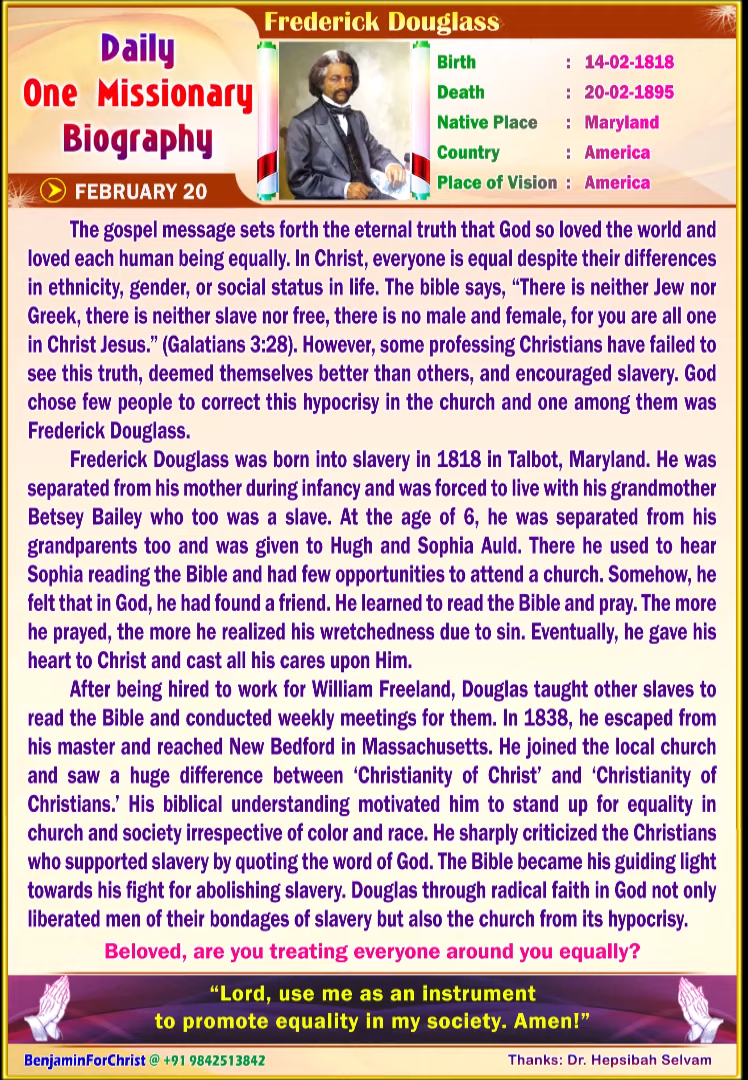 Frederick Douglass
Daily
One Missionary
Biography
FEBRUARY 20
Birth : 14-02-1818
Death : 20-02-1895
Native Place : Maryland
Country : America
Place of Vision : America
The gospel message sets forth the eternal truth that God so loved the world and
loved each human being equally. In Christ, everyone is equal despite their differences
in ethnicity, gender, or social status in life. The bible says, “There is neither Jew nor
Greek, there is neither slave nor free, there is no male and female, for you are all one
in Christ Jesus.” (Galatians 3:28). However, some professing Christians have failed to
see this truth, deemed themselves better than others, and encouraged slavery. God
chose few people to correct this hypocrisy in the church and one among them was
Frederick Douglass.
Frederick Douglass was born into slavery in 1818 in Talbot, Maryland. He was
separated from his mother during infancy and was forced to live with his grandmother
Betsey Bailey who too was a slave. At the age of 6, he was separated from his
grandparents too and was given to Hugh and Sophia Auld. There he used to hear
Sophia reading the Bible and had few opportunities to attend a church. Somehow, he
felt that in God, he had found a friend. He learned to read the Bible and pray. The more
he prayed, the more he realized his wretchedness due to sin. Eventually, he gave his
heart to Christ and cast all his cares upon Him.
After being hired to work for William Freeland, Douglas taught other slaves to
read the Bible and conducted weekly meetings for them. In 1838, he escaped from
his master and reached New Bedford in Massachusetts. He joined the local church
and saw a huge difference between ‘Christianity of Christ’ and ‘Christianity of
Christians.’ His biblical understanding motivated him to stand up for equality in
church and society irrespective of color and race. He sharply criticized the Christians
who supported slavery by quoting the word of God. The Bible became his guiding light
towards his fight for abolishing slavery. Douglas through radical faith in God not only
liberated men of their bondages of slavery but also the church from its hypocrisy.
Beloved, are you treating everyone around you equally?
“Lord, use me as an instrument
to promote equality in my society. Amen!”
BenjaminForChrist @ +91 9842513842
Thanks: Dr. Hepsibah Selvam